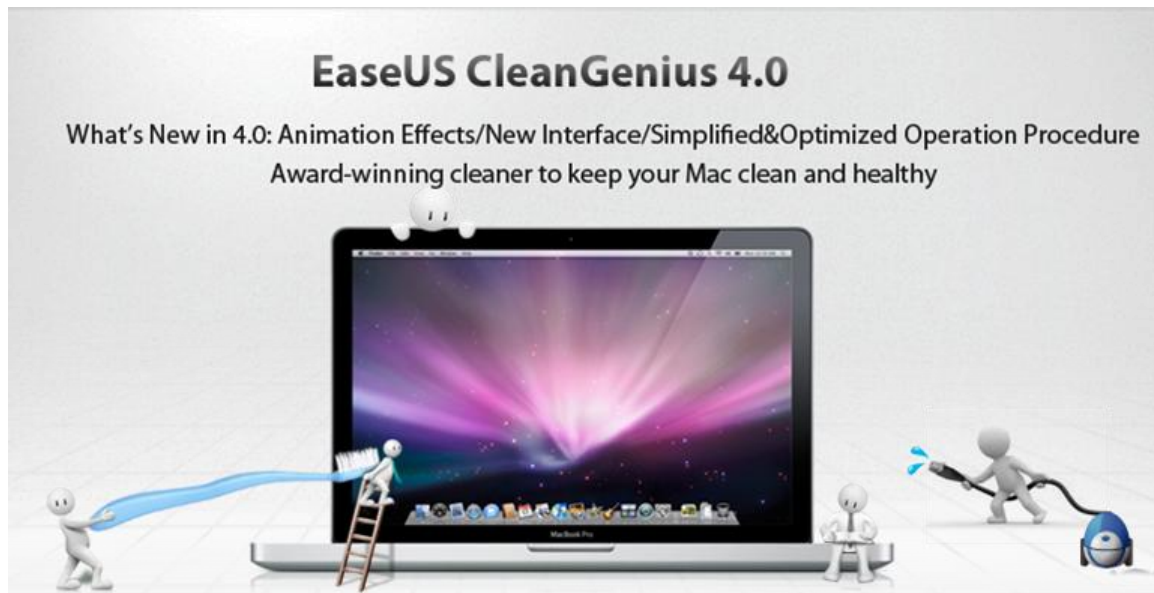 EaseUS CleanGenius 4.0
What's New in 4.0: Animation Effects/New Interface/Simplified&Optimized Operation Procedure
Award-winning cleaner to keep your Mac clean and healthy
MacBook Pro